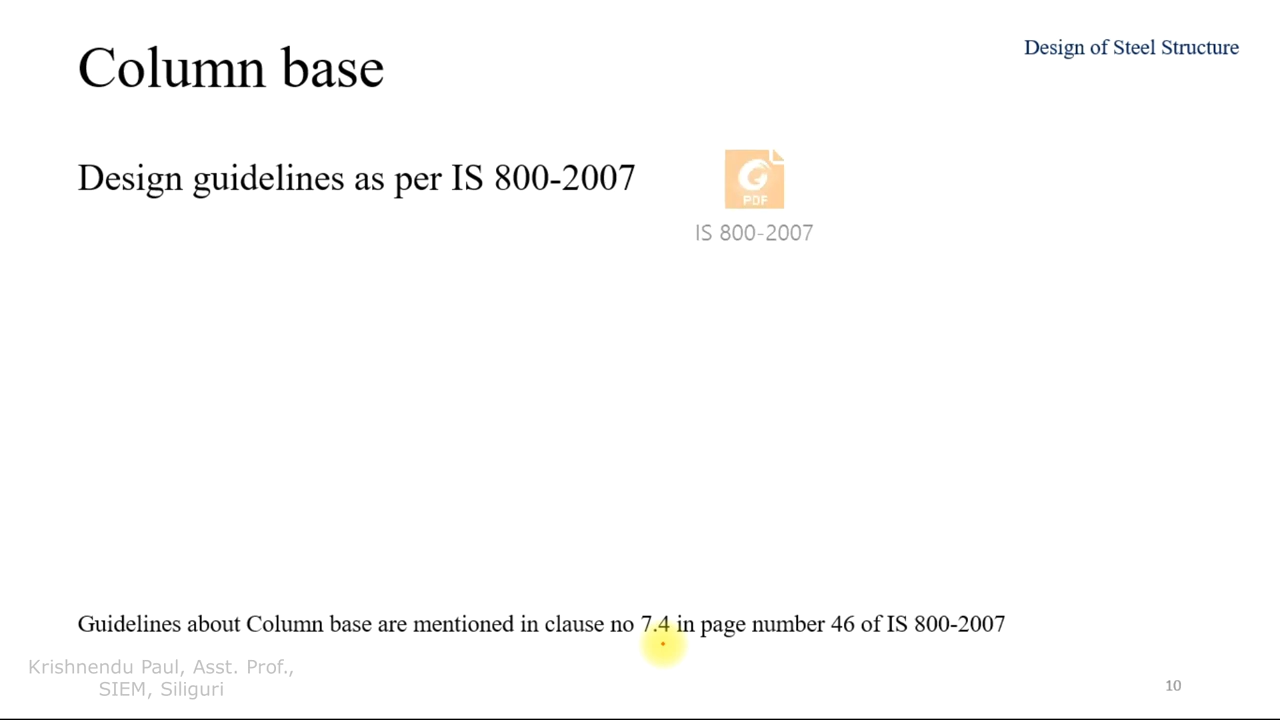 Column base
Design of Steel Structure
Design guidelines as per IS 800-2007
PDF
IS 800-2007
Guidelines about Column base are mentioned in clause no 7.4 in page number 46 of IS 800-2007
Krishnendu Paul, Asst. Prof.,
SIEM, Siliguri
10